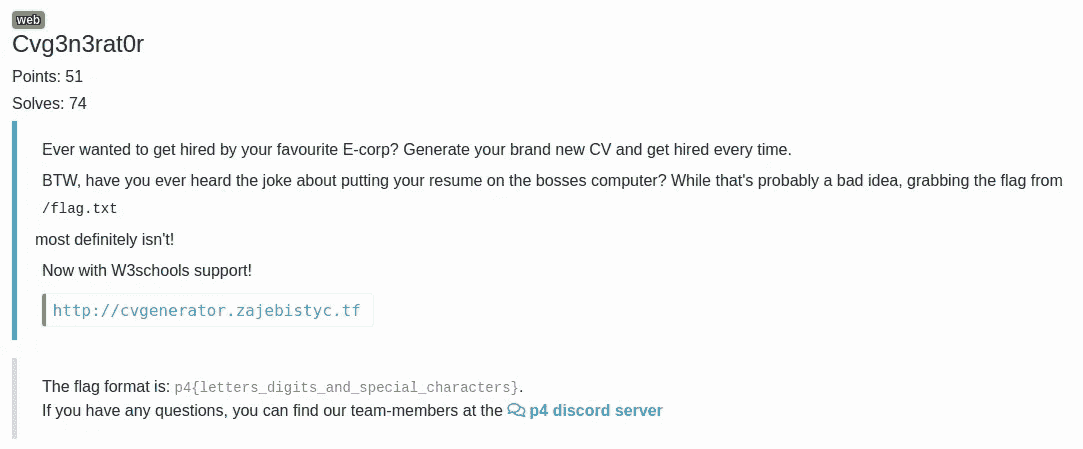 web
Cvg3n3rat0r
Points: 51
Solves: 74
Ever wanted to get hired by your favourite E-corp? Generate your brand new CV and get hired every time.
BTW, have you ever heard the joke about putting your resume on the bosses computer? While that's probably a bad idea, grabbing the flag from
/flag.txt
most definitely isn't!
Now with W3schools support!
http://cvgenerator.zajebistyc.tf
The flag format is: p4{letters_digits_and_special_characters}.
If you have any questions, you can find our team-members at the p4 discord server